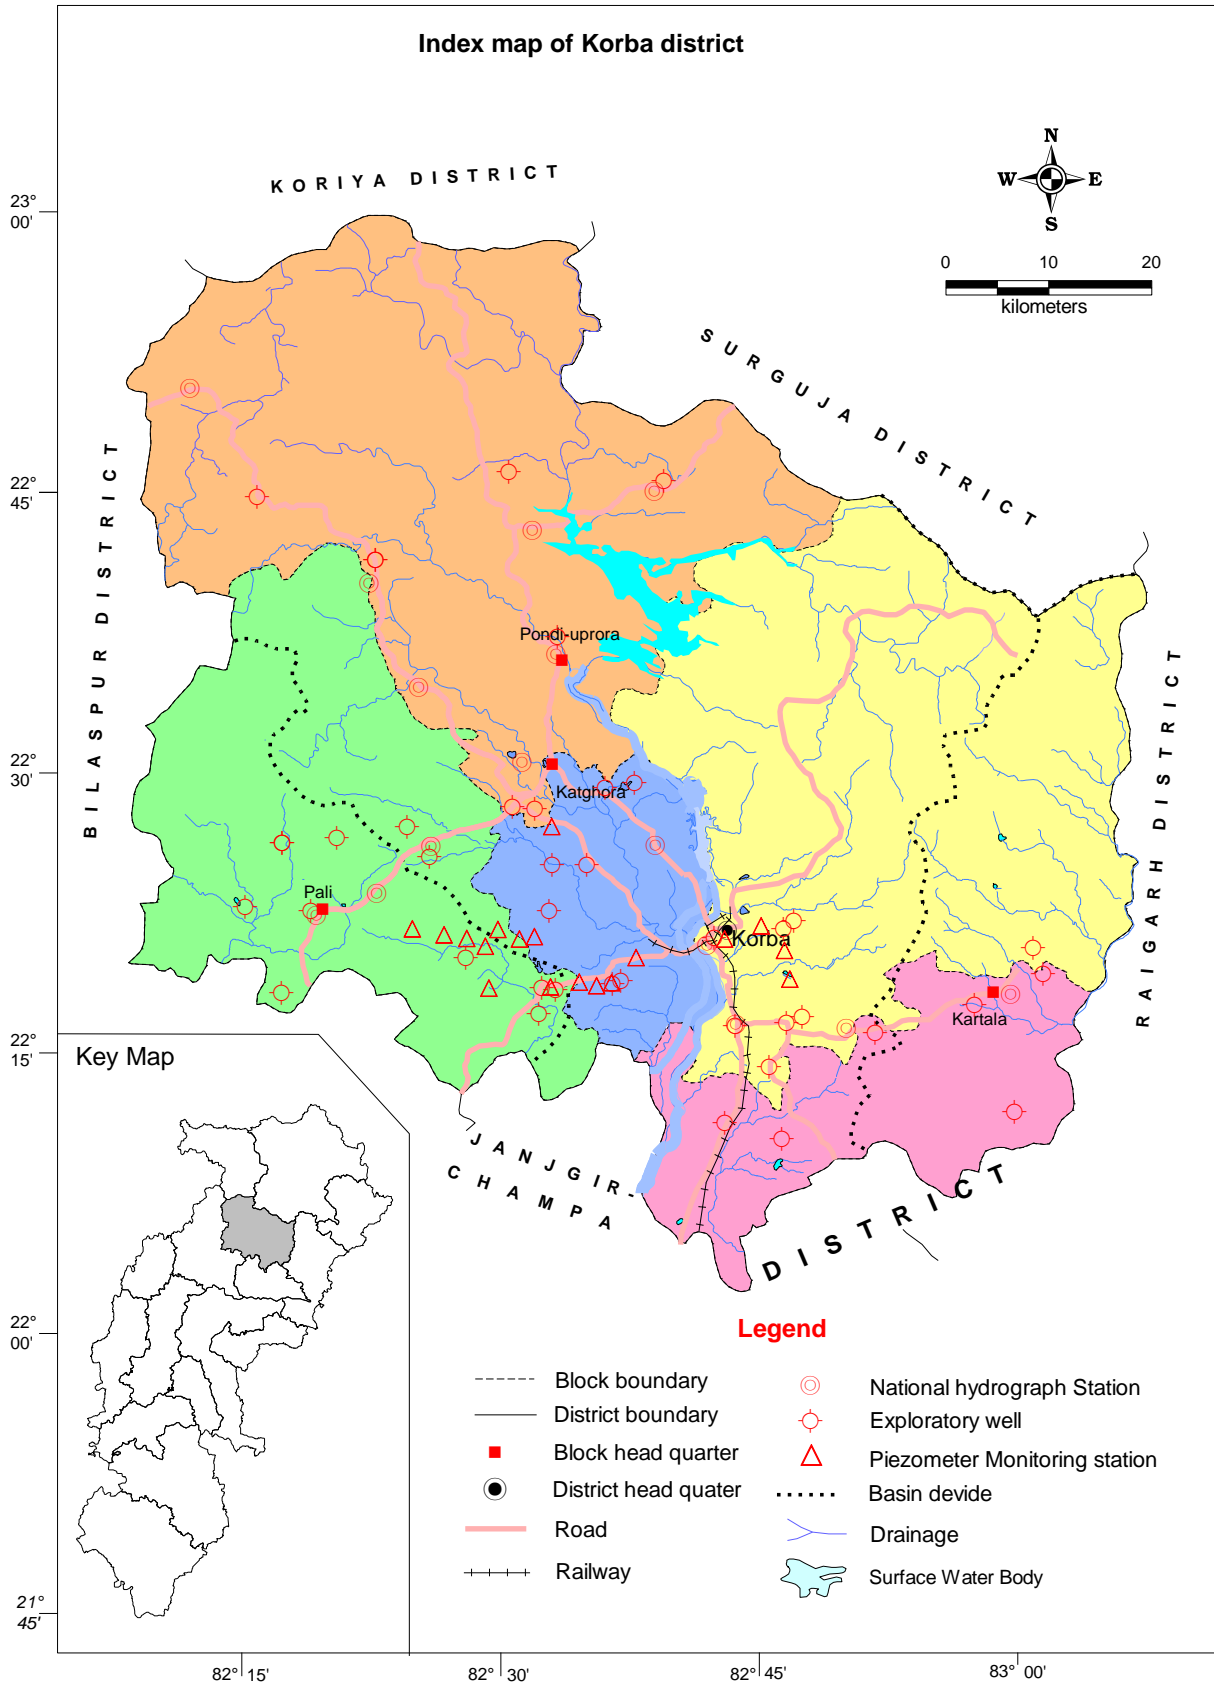 Index map of Korba district
N
W E
S
KORIYA DISTRICT
23°
00'
0 10 20
kilometers
SURGUJA DISTRICT
BILASPUR DISTRICT
22°
45'
Pondi-uprora
RAIGARH DISTRICT
22°
30'
Katghora
Pali
Korba
Kartala
22°
15'
Key Map
JANJGIR-
CHAMPA
DISTRICT
22°
00'
Legend
Block boundary
District boundary
Block head quarter
District head quater
Road
Railway
National hydrograph Station
Exploratory well
Piezometer Monitoring station
Basin devide
Drainage
Surface Water Body
21°
45'
82° 15' 82° 30' 82° 45' 83° 00'